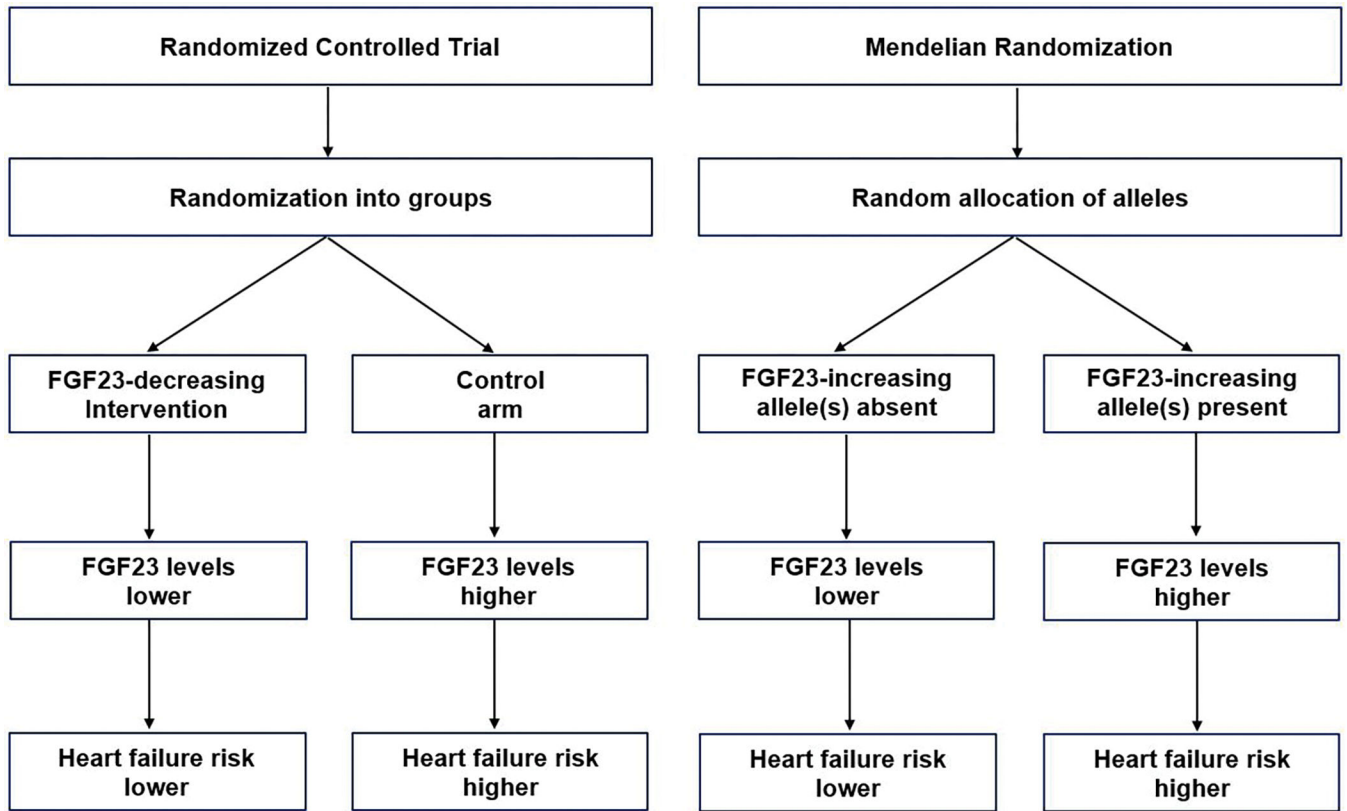 Randomized Controlled Trial
Mendelian Randomization
Randomization into groups
Random allocation of alleles
FGF23-decreasing
Intervention
Control
arm
FGF23-increasing
allele(s) absent
FGF23-increasing
allele(s) present
FGF23 levels
lower
FGF23 levels
higher
FGF23 levels
lower
FGF23 levels
higher
Heart failure risk
lower
Heart failure risk
higher
Heart failure risk
lower
Heart failure risk
higher